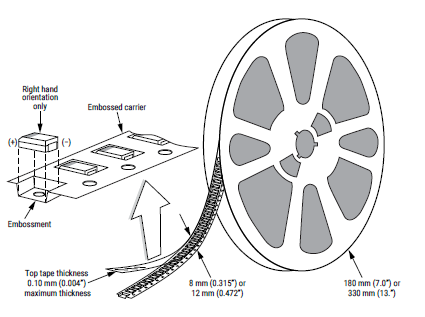 Right hand
orientation
only
Embossed carrier
(+)
(−)
Embossment
Top tape thickness
0.10 mm (0.004")
maximum thickness
8 mm (0.315") or
12 mm (0.472")
180 mm (7.0") or
330 mm (13.")